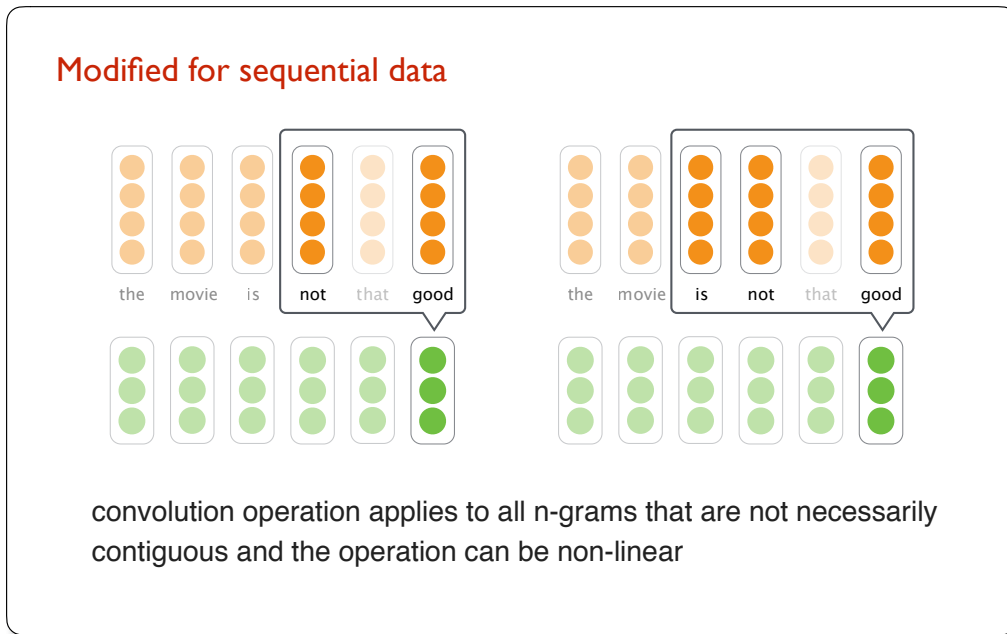 Modified for sequential data
the movie is not that good
the movie is not that good
convolution operation applies to all n-grams that are not necessarily
contiguous and the operation can be non-linear